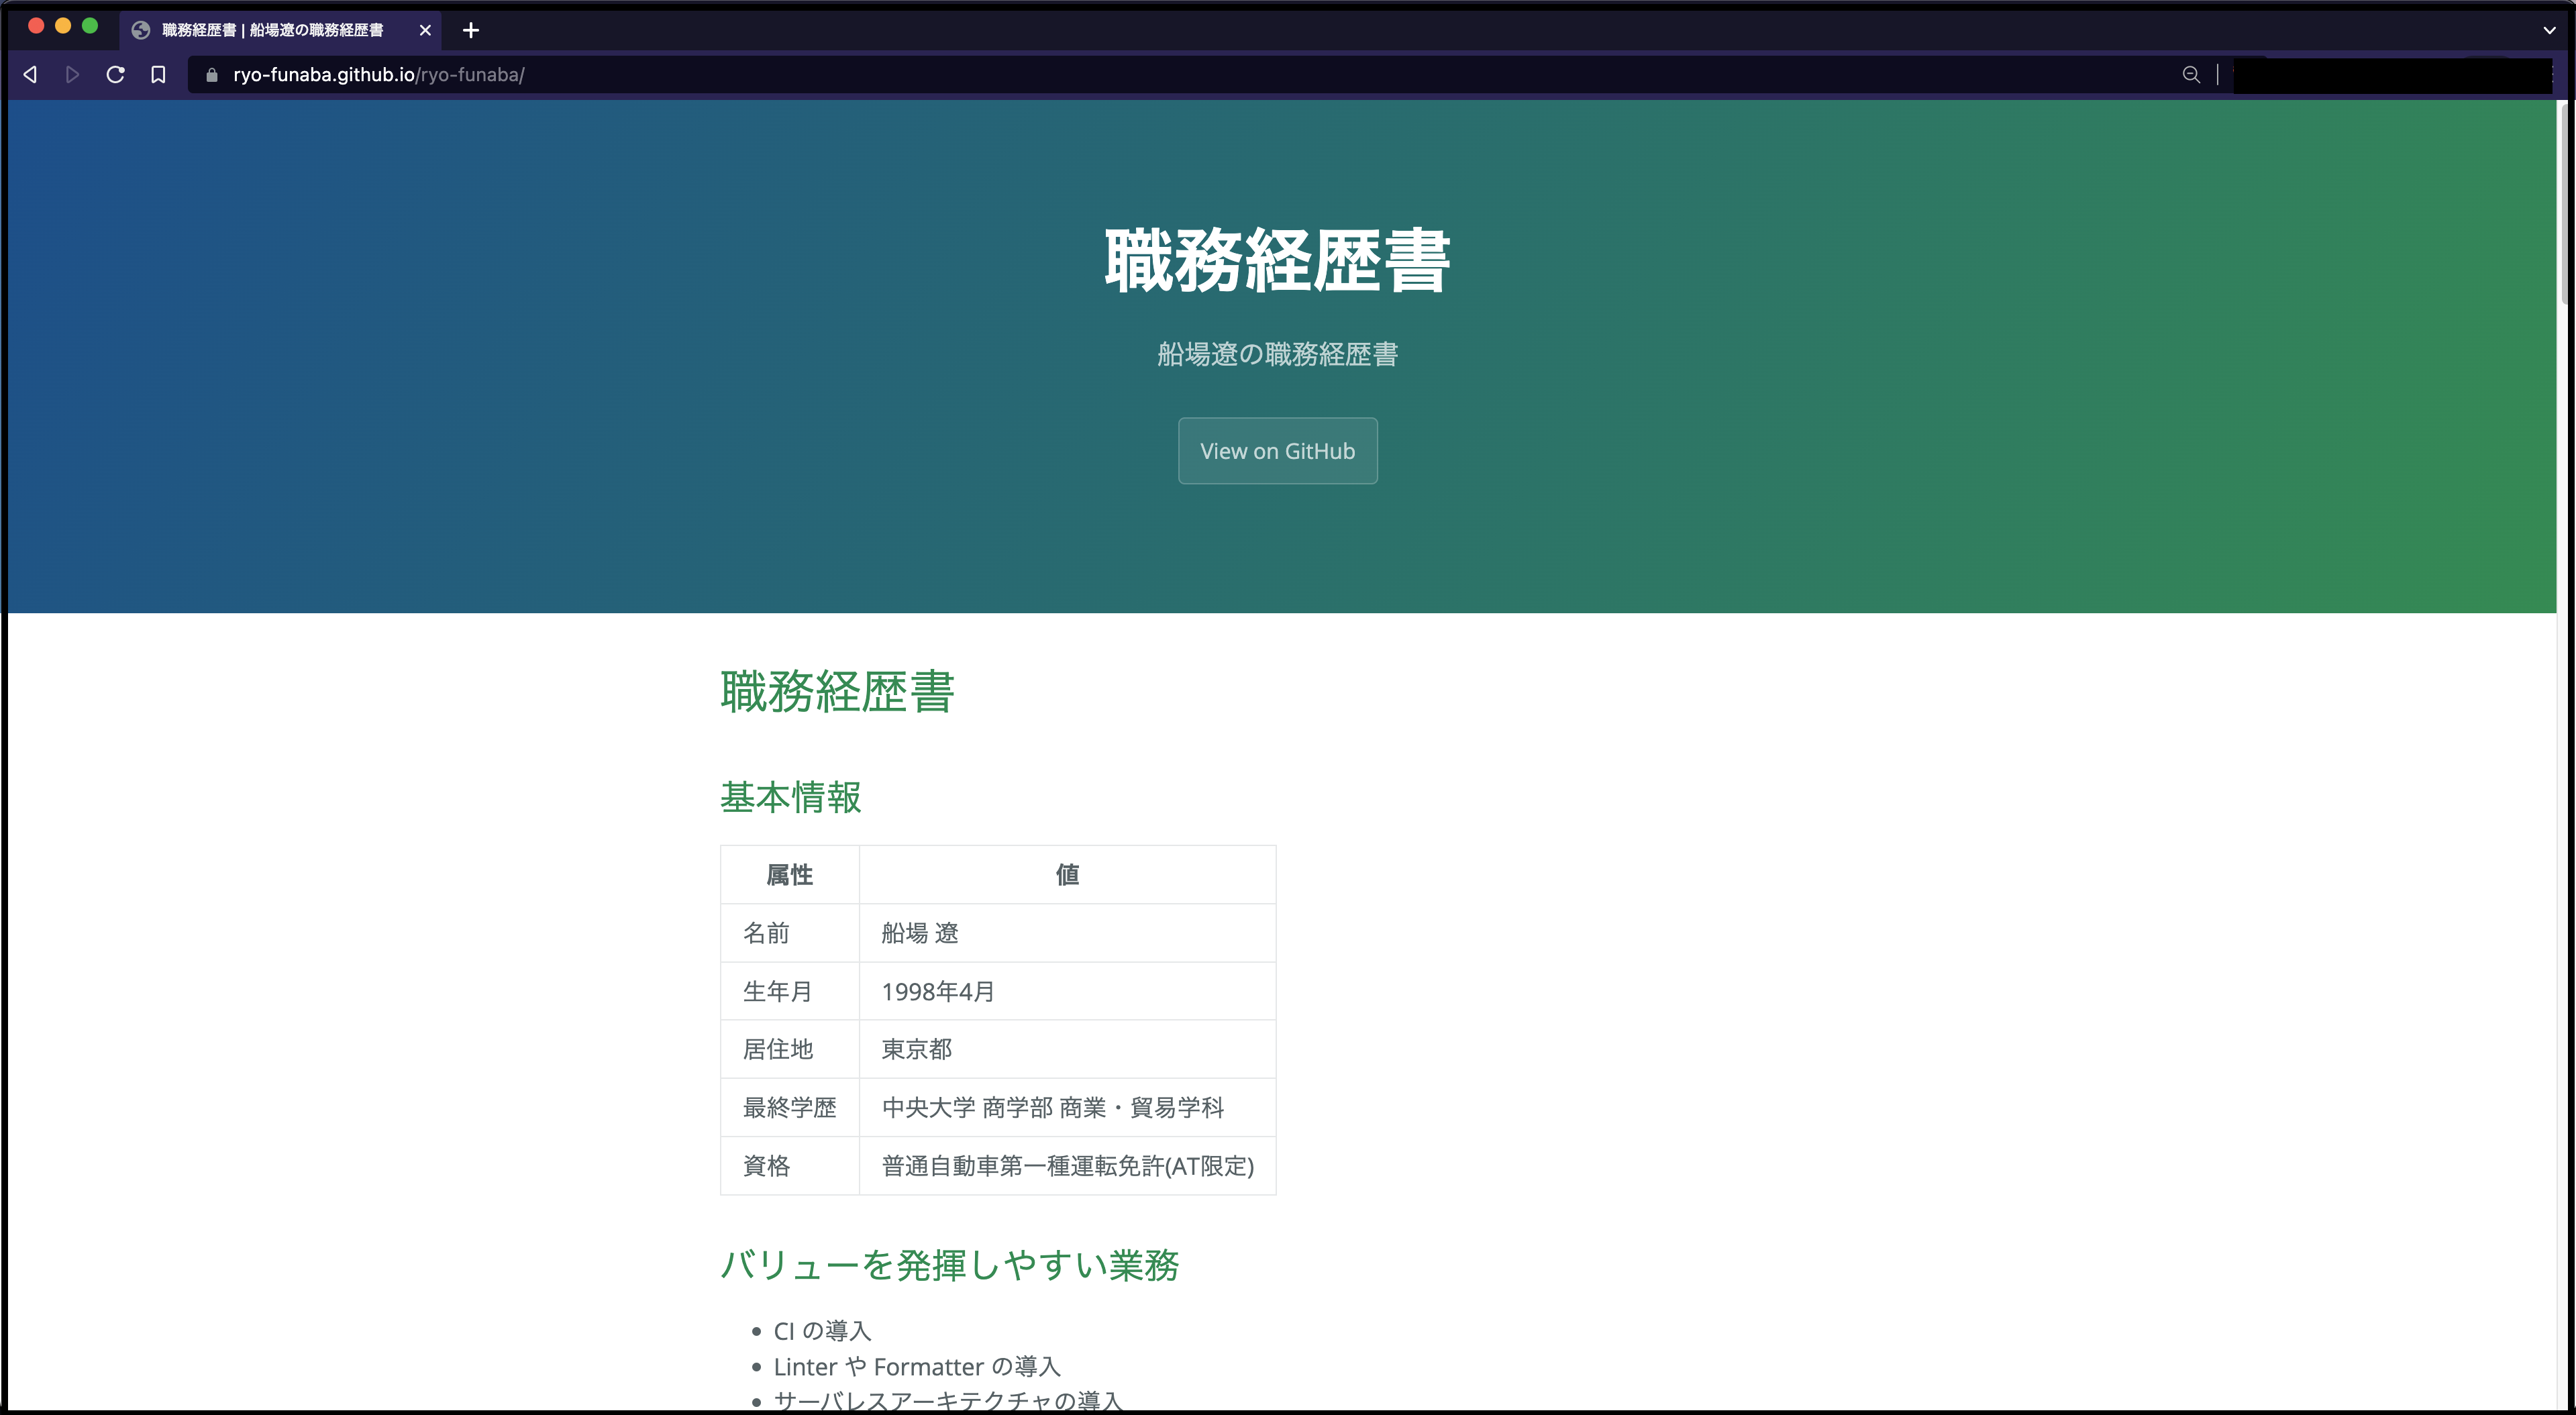 職務経歴書 | 船場遼の職務経歴書
ryo-funaba.github.io/ryo-funaba/
職務経歴書
船場遼の職務経歴書
View on GitHub
職務経歴書
基本情報
属性 値
名前 船場 遼
生年月 1998年4月
居住地 東京都
最終学歴 中央大学 商学部 商業・貿易学科
資格 普通自動車第一種運転免許(AT限定)
バリューを発揮しやすい業務
• CI の導入
• Linter や Formatter の導入
• サーバレスアーキテクチャの導入